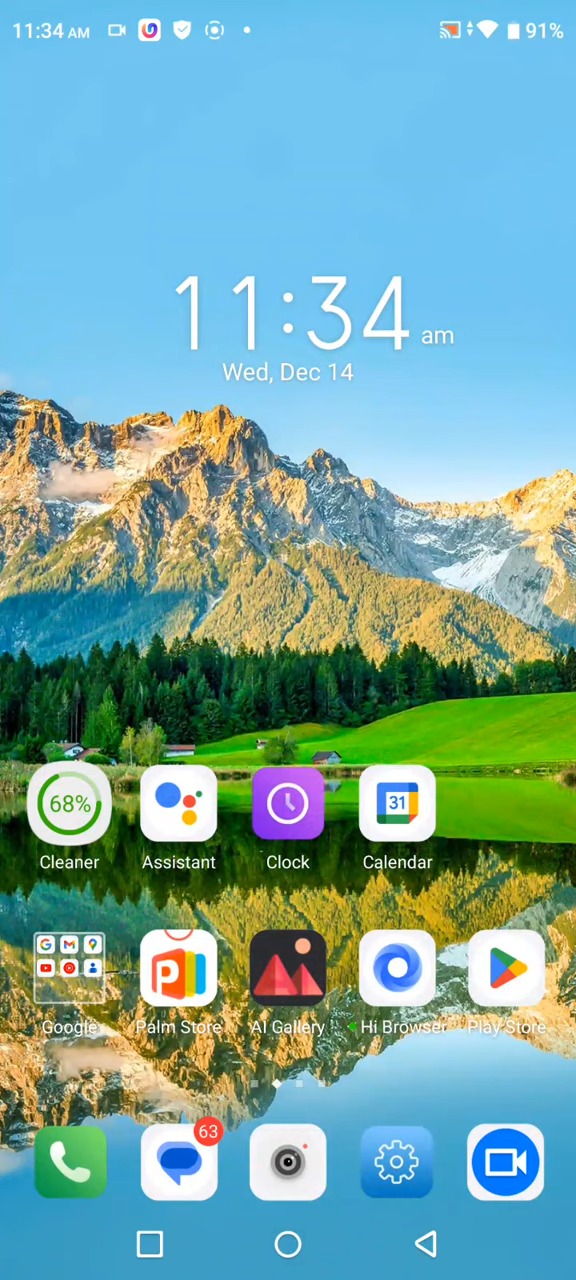 11:34 AM
91%
11:34 am
Wed, Dec 14
68%
31
Cleaner
Assistant
Clock
Calendar
Google
Palm Store
AI Gallery
Hi Browser
Play Store
63